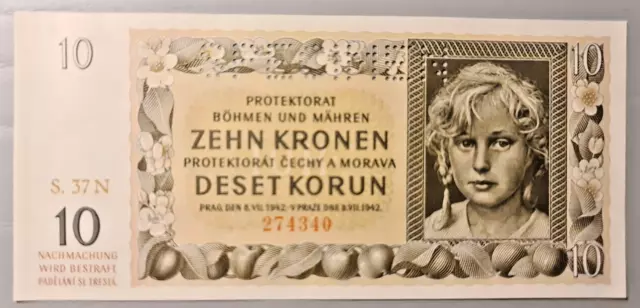 10
10
PROTEKTORAT
BÖHMEN UND MÄHREN
ZEHN KRONEN
PROTEKTORÁT ČECHY A MORAVA
DESET KORUN
PRAG, DEN 8.VII.1942.-V PRAZE DNE 8.VII.1942.
274340
S. 37 N
10
NACHMACHUNG
WIRD BESTRAFT.
PADĚLÁNÍ SE TRESTÁ.
10